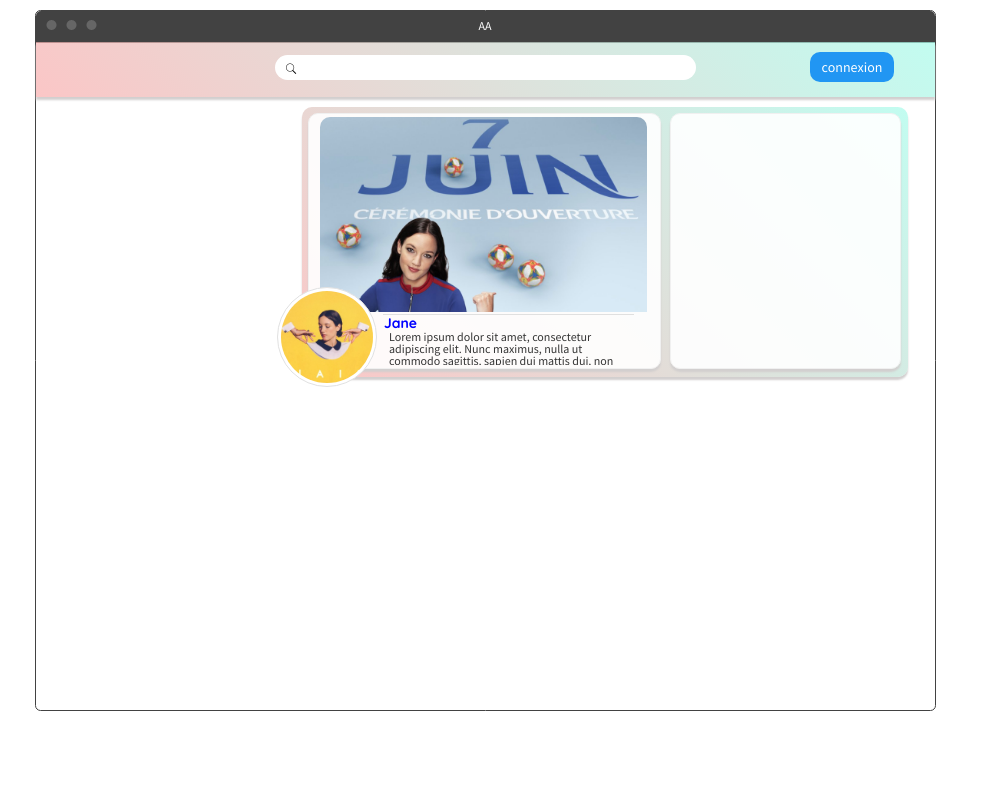 AA
connexion
7
JUIN
CÉRÉMONIE D'OUVERTURE
Jane
Lorem ipsum dolor sit amet, consectetur
adipiscing elit. Nunc maximus, nulla ut
commodo sagittis, sapien dui mattis dui, non
A I